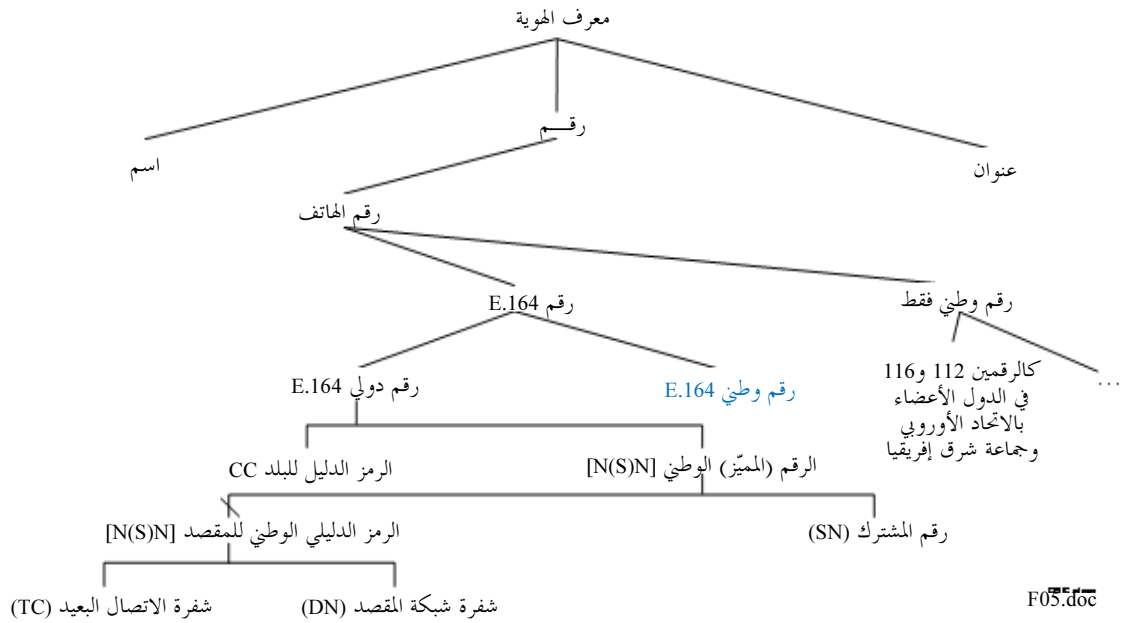 معرف الهوية
رقـــم
اسم
عنوان
رقم الهاتف
رقم E.164
رقم وطني فقط
رقم دولي E.164
رقم وطني E.164
كالرقمين 112 و116
في الدول الأعضاء
بالاتحاد الأوروبي
وجماعة شرق إفريقيا
...
الرقم (المميّز) الوطني [N(S)N]
الرمز الدليل للبلد CC
رقم المشترك (SN)
الرمز الدليلي الوطني للمقصد [N(S)N]
شفرة شبكة المقصد (DN)
شفرة الاتصال البعيد (TC)
F05.doc